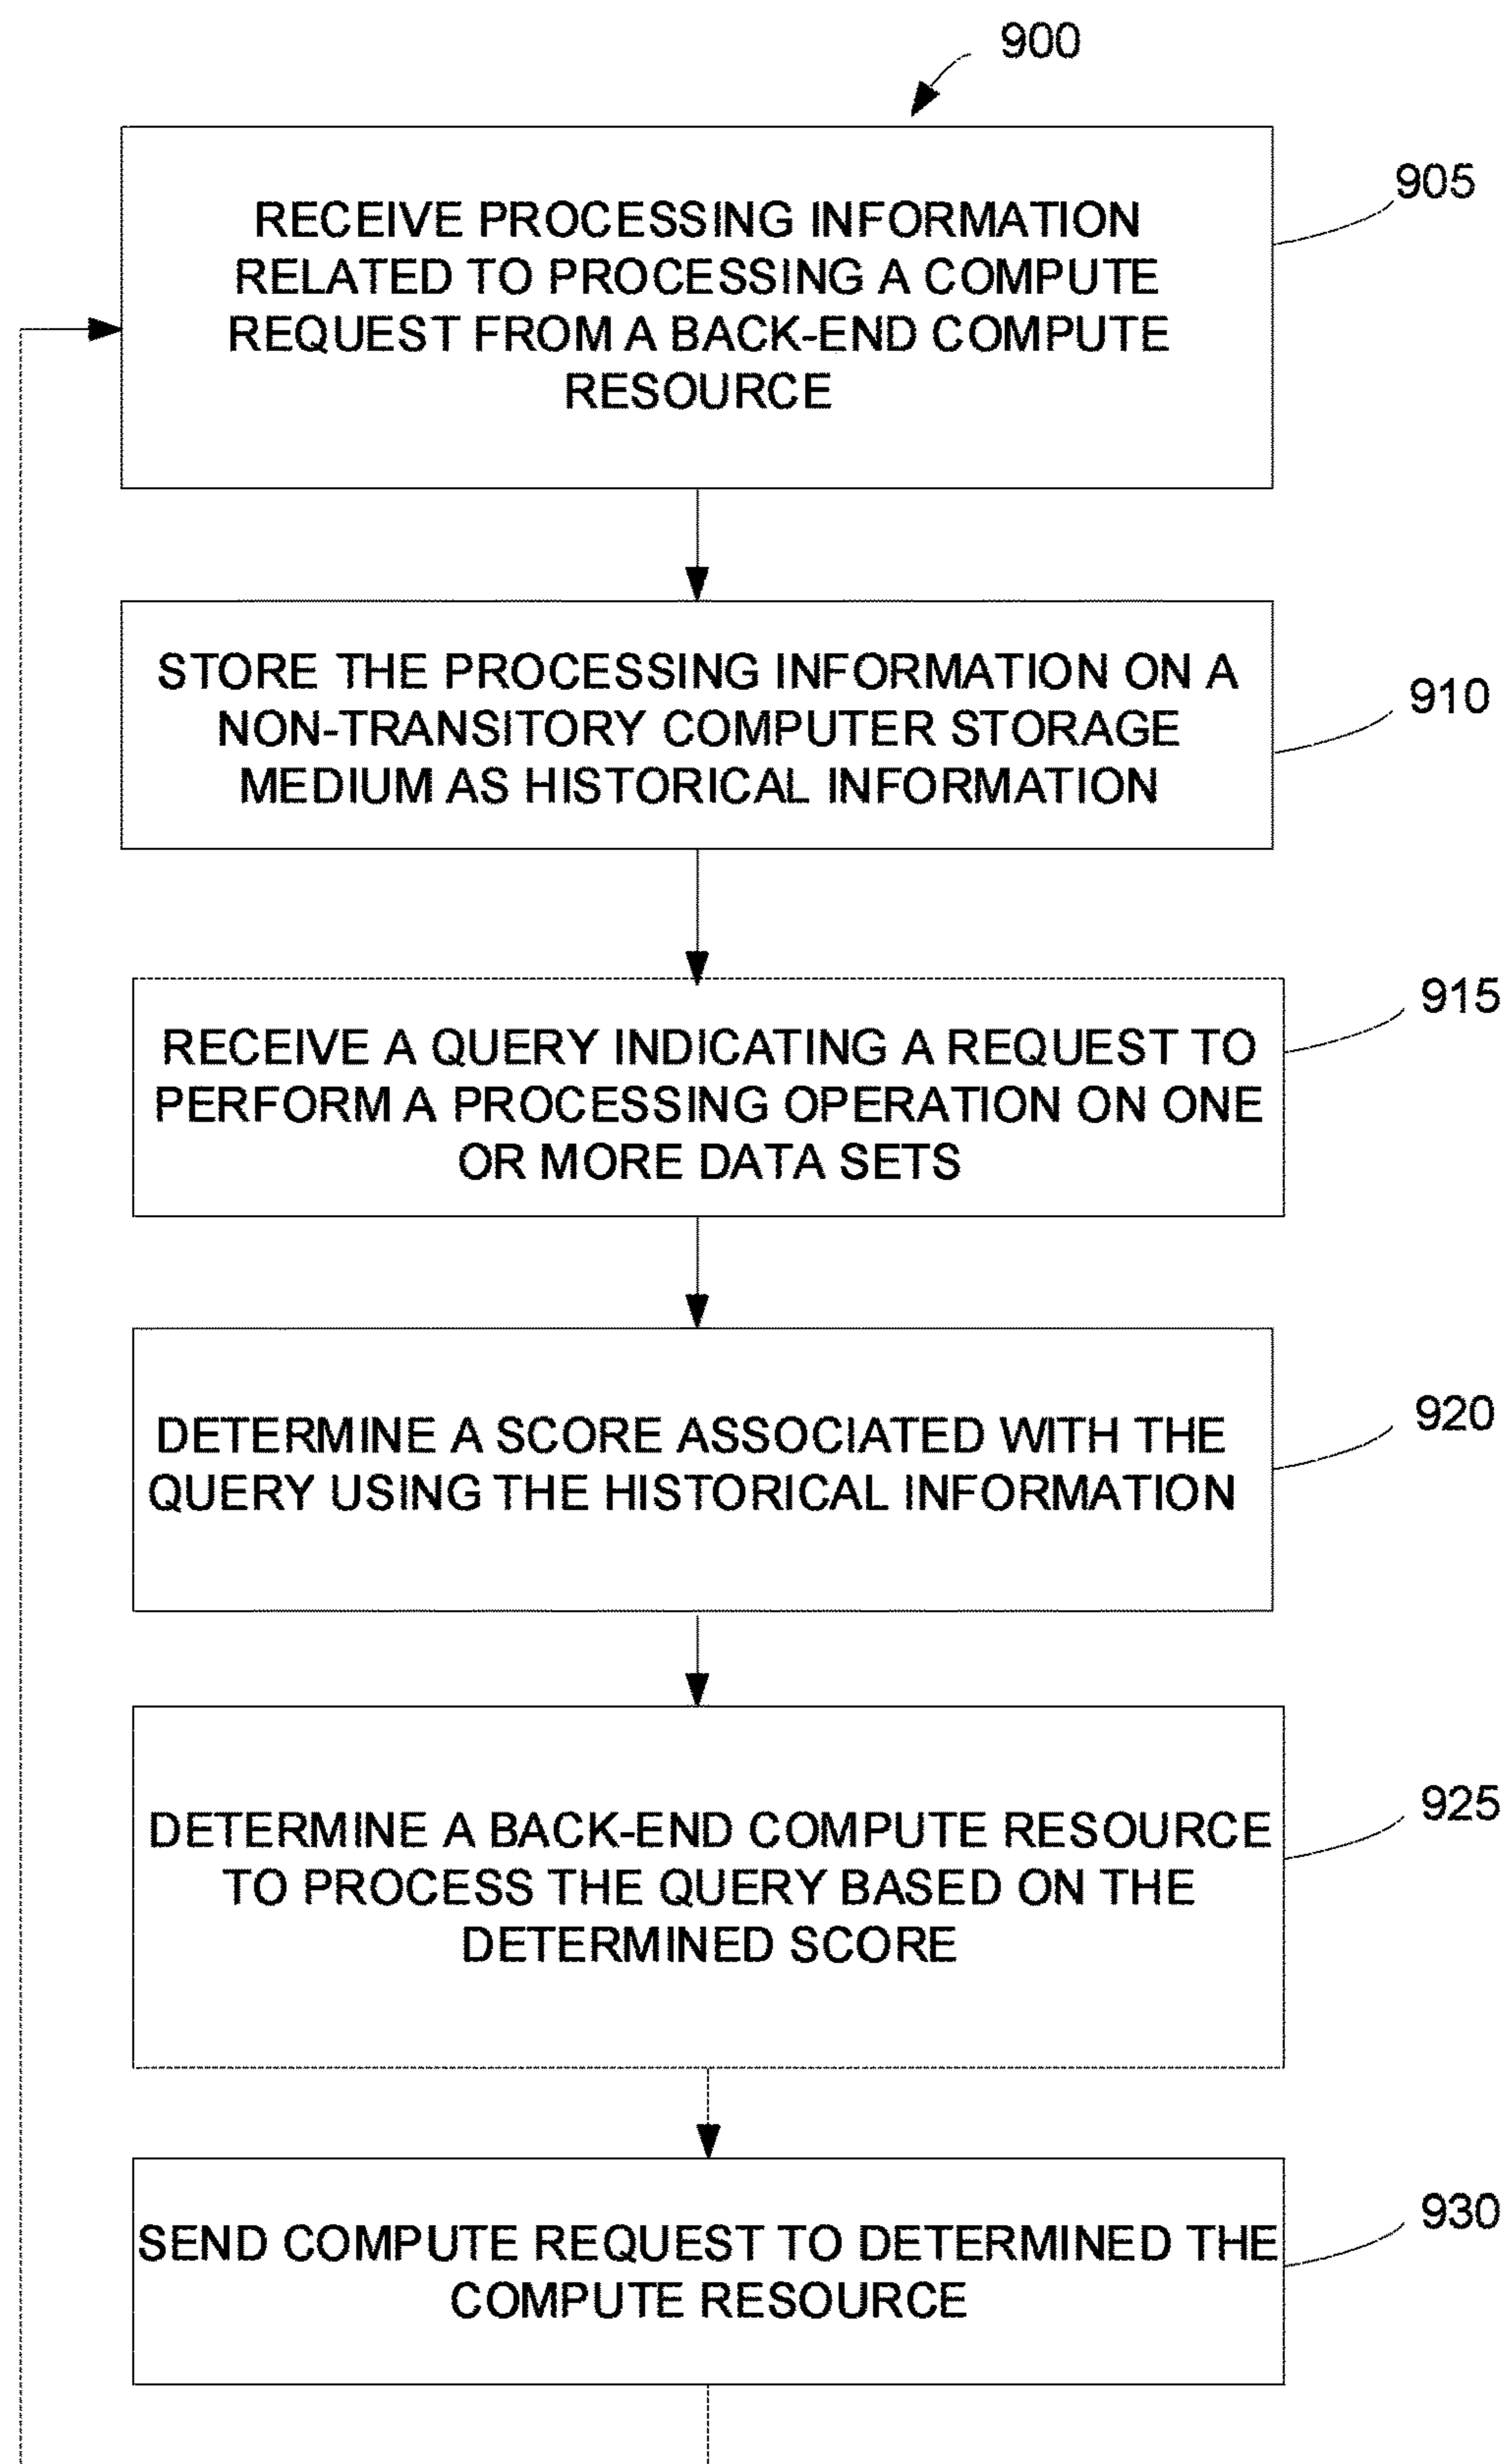 900
RECEIVE PROCESSING INFORMATION
RELATED TO PROCESSING A COMPUTE
REQUEST FROM A BACK-END COMPUTE
RESOURCE
905
STORE THE PROCESSING INFORMATION ON A
NON-TRANSITORY COMPUTER STORAGE
MEDIUM AS HISTORICAL INFORMATION
910
RECEIVE A QUERY INDICATING A REQUEST TO
PERFORM A PROCESSING OPERATION ON ONE
OR MORE DATA SETS
915
DETERMINE A SCORE ASSOCIATED WITH THE
QUERY USING THE HISTORICAL INFORMATION
920
DETERMINE A BACK-END COMPUTE RESOURCE
TO PROCESS THE QUERY BASED ON THE
DETERMINED SCORE
925
SEND COMPUTE REQUEST TO DETERMINED THE
COMPUTE RESOURCE
930